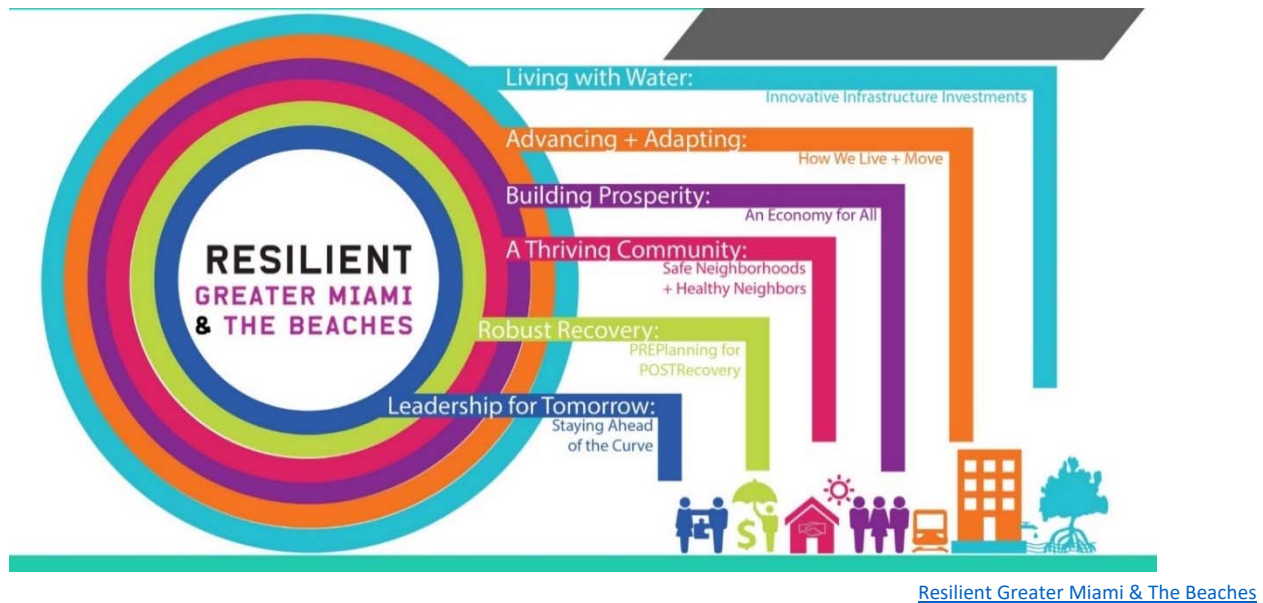 Living with Water:
Innovative Infrastructure Investments
Advancing + Adapting:
How We Live + Move
Building Prosperity:
An Economy for All
A Thriving Community:
Safe Neighborhoods
+ Healthy Neighbors
RESILIENT
GREATER MIAMI
& THE BEACHES
Robust Recovery:
PREPlanning for
POSTRecovery
Leadership for Tomorrow:
Staying Ahead
of the Curve
$
Resilient Greater Miami & The Beaches